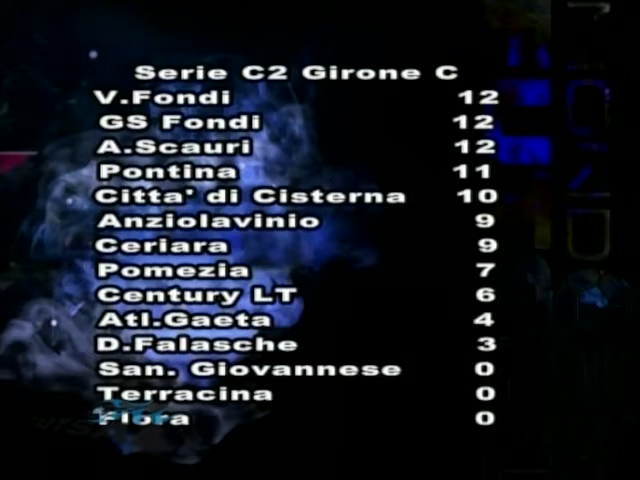 Serie C2 Girone C
V.Fondi 12
GS Fondi 12
A.Scauri 12
Pontina 11
Citta' di Cisterna 10
Anziolavinio 9
Ceriara 9
Pomezia 7
Century LT 6
Atl.Gaeta 4
D.Falasche 3
San. Giovannese 0
Terracina 0
Flora 0